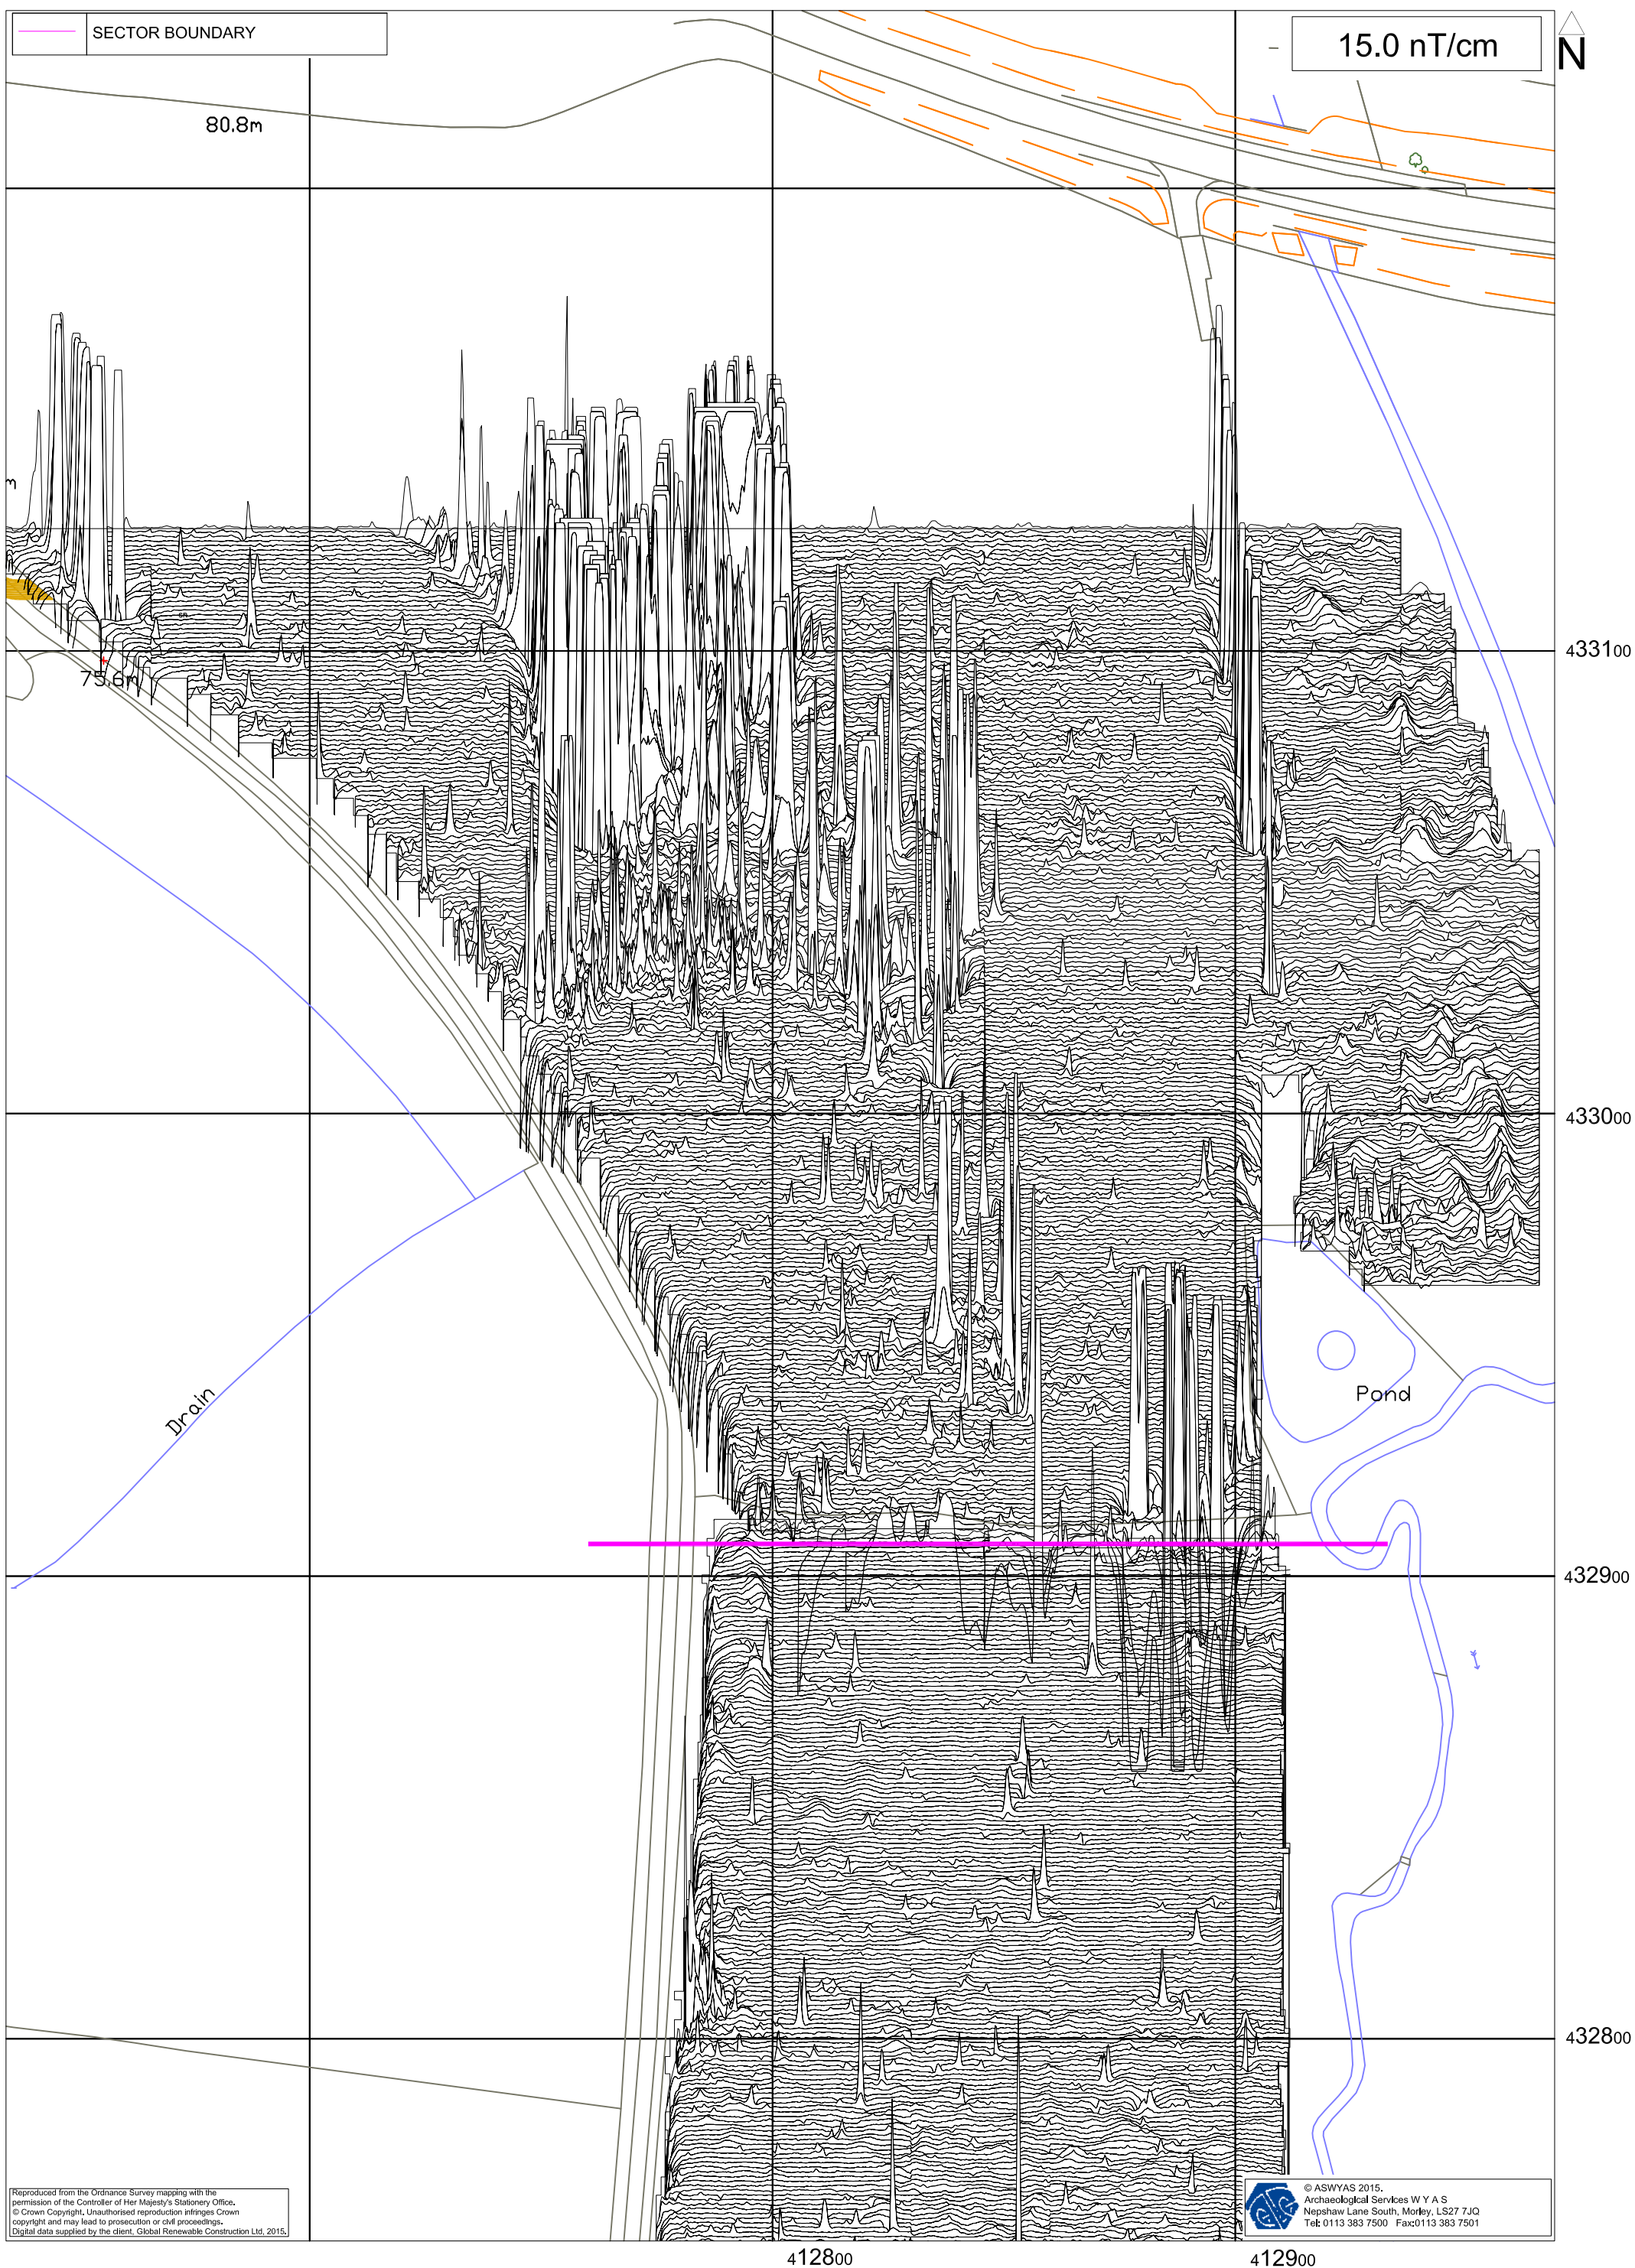 SECTOR BOUNDARY
15.0 nT/cm
N
80.8m
m
433100
75.6m
433000
Drain
Pond
432900
432800
Reproduced from the Ordnance Survey mapping with the
permission of the Controller of Her Majesty's Stationery Office.
© Crown Copyright. Unauthorised reproduction infringes Crown
copyright and may lead to prosecution or civil proceedings.
Digital data supplied by the client, Global Renewable Construction Ltd, 2015.
© ASWYAS 2015.
Archaeological Services W Y A S
Nepshaw Lane South, Morley, LS27 7JQ
Tel: 0113 383 7500 Fax:0113 383 7501
412800
412900